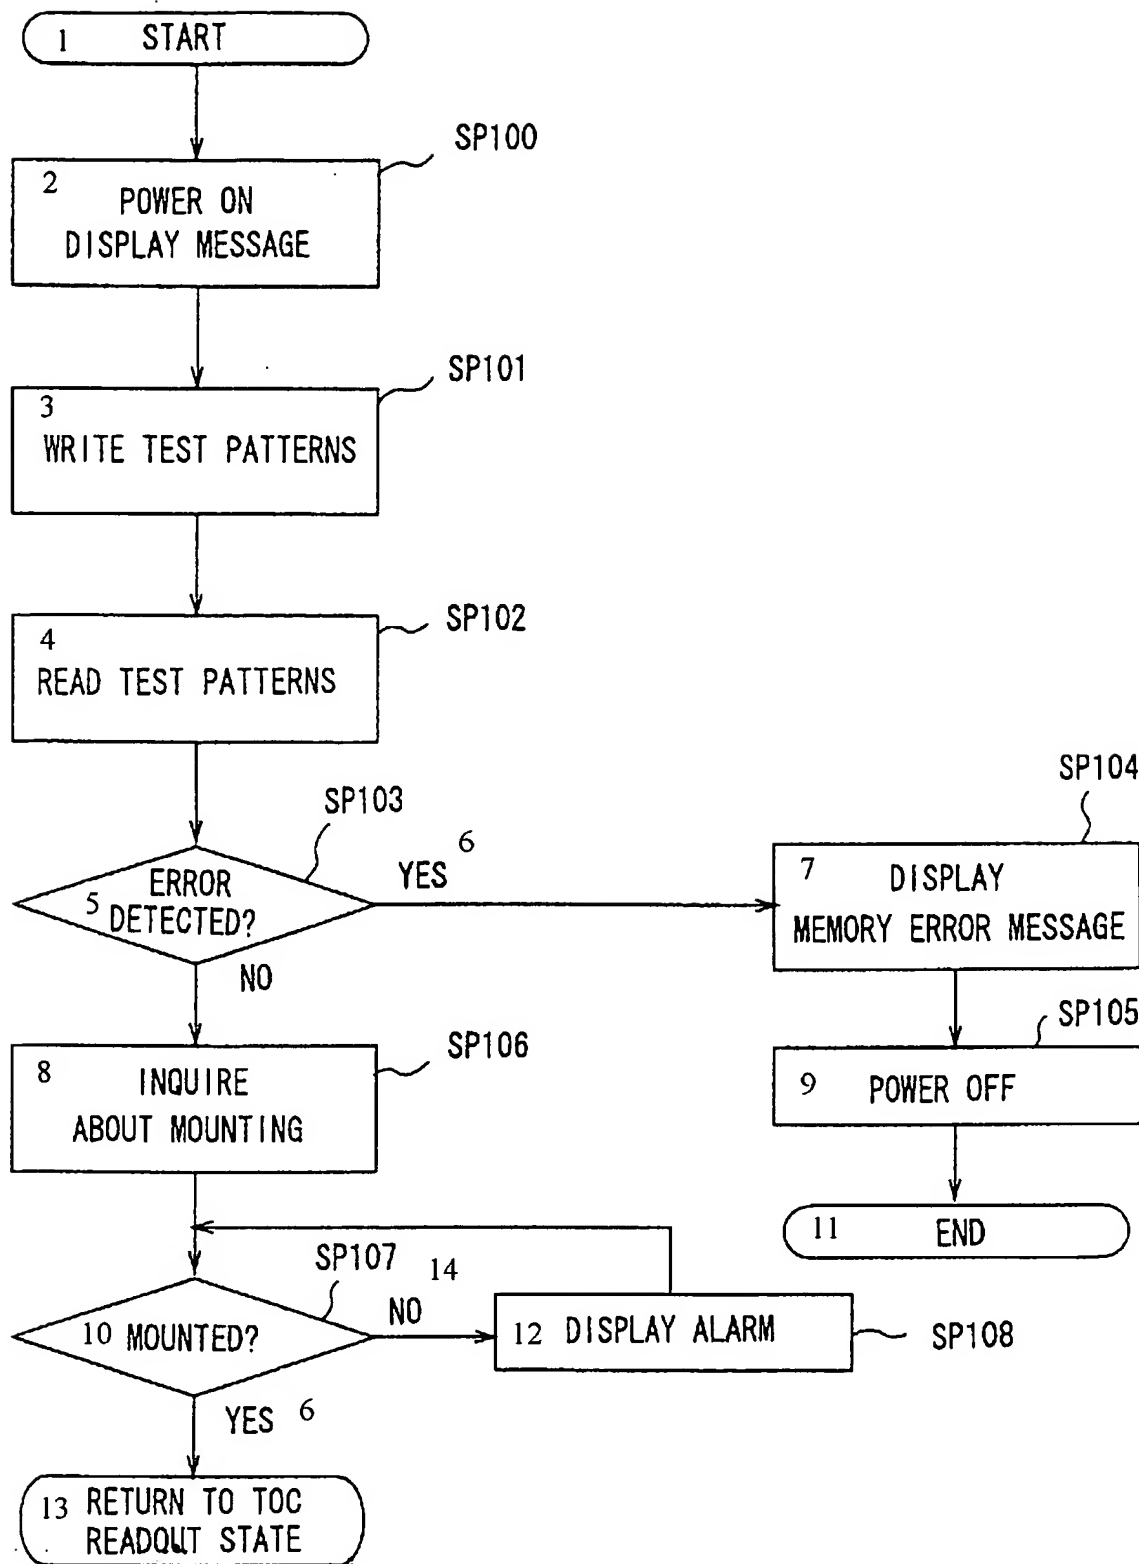 1 START
SP100
2 POWER ON
DISPLAY MESSAGE
SP101
3
WRITE TEST PATTERNS
SP102
4
READ TEST PATTERNS
SP103
SP104
5 ERROR
DETECTED?
YES 6
NO
7 DISPLAY
MEMORY ERROR MESSAGE
SP105
9 POWER OFF
11 END
SP106
8 INQUIRE
ABOUT MOUNTING
SP107
10 MOUNTED?
NO 14
12 DISPLAY ALARM
SP108
YES 6
13 RETURN TO TOC
READOUT STATE